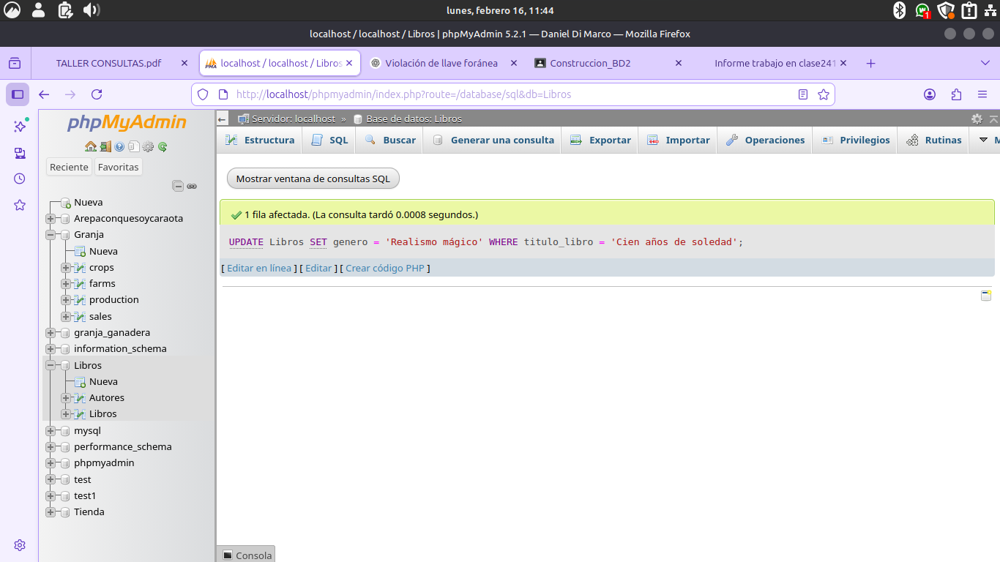 lunes, febrero 16, 11:44
1
localhost / localhost / Libros | phpMyAdmin 5.2.1 — Daniel Di Marco — Mozilla Firefox
TALLER CONSULTAS.pdf
PMA
localhost / localhost / Libros
Violación de llave foránea
Construccion_BD2
Informe trabajo en clase241
http://localhost/phpmyadmin/index.php?route=/database/sql&db=Libros
phpMyAdmin
Reciente
Favoritas
Nueva
Arepaconquesoycaraota
Granja
Nueva
crops
farms
production
sales
granja_ganadera
information_schema
Libros
Nueva
Autores
Libros
mysql
performance_schema
phpmyadmin
test
test1
Tienda
Servidor: localhost » Base de datos: Libros
Estructura
SQL
Buscar
Generar una consulta
Exportar
Importar
Operaciones
Privilegios
Rutinas
Mostrar ventana de consultas SQL
1 fila afectada. (La consulta tardó 0.0008 segundos.)
UPDATE Libros SET genero = 'Realismo mágico' WHERE titulo_libro = 'Cien años de soledad';
[ Editar en línea ] [ Editar ] [ Crear código PHP ]
Consola